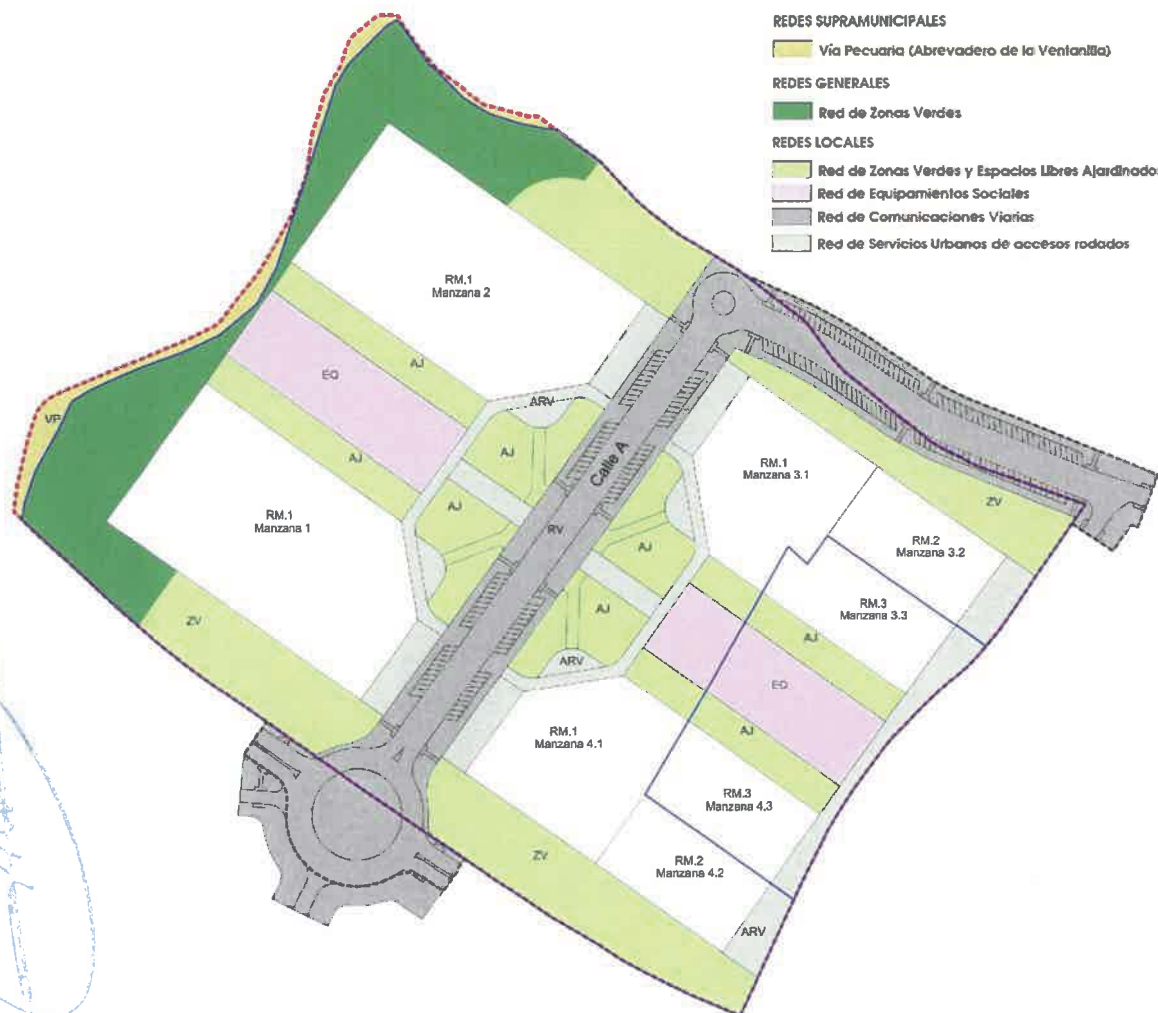 REDES SUPRAMUNICIPALES
Vía Pecuaria (Abrevadero de la Ventanilla)
REDES GENERALES
Red de Zonas Verdes
REDES LOCALES
Red de Zonas Verdes y Espacios Libres Ajardinado
Red de Equipamientos Sociales
Red de Comunicaciones Viarias
Red de Servicios Urbanos de accesos rodados
RM.1
Manzana 2
AJ
EQ
ARV
VP
AJ
AJ
Calle A
RM.1
Manzana 3.1
AJ
RM.1
Manzana 1
ZV
RV
RM.2
Manzana 3.2
AJ
RM.3
Manzana 3.3
AJ
ZV
AJ
ARV
EQ
RM.1
Manzana 4.1
AJ
RM.3
Manzana 4.3
ZV
RM.2
Manzana 4.2
ARV